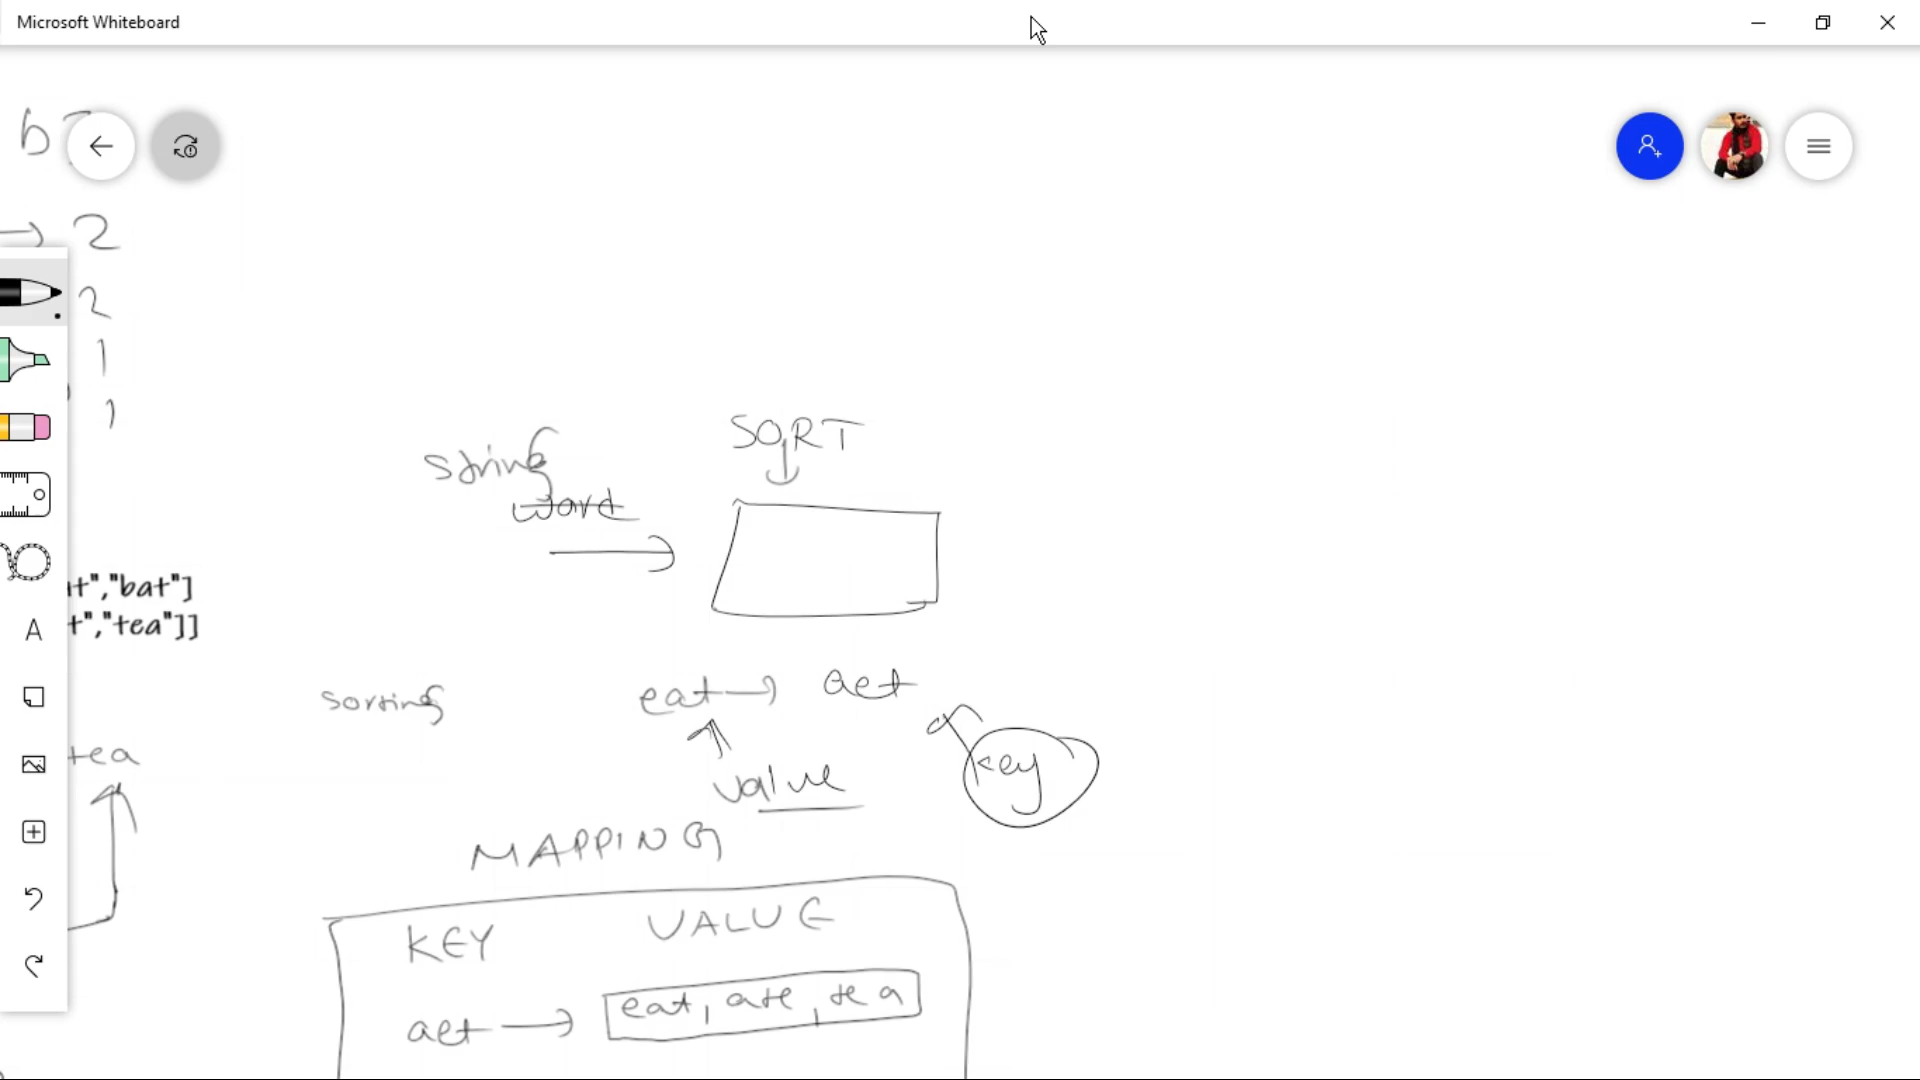 Microsoft Whiteboard
b
→ 2
2
1
1
SORT
string
word
t","bat"]
t","tea"]]
A
eat → aet
sorting
tea
key
value
MAPPING
KEY VALUE
aet → eat, ate, tea